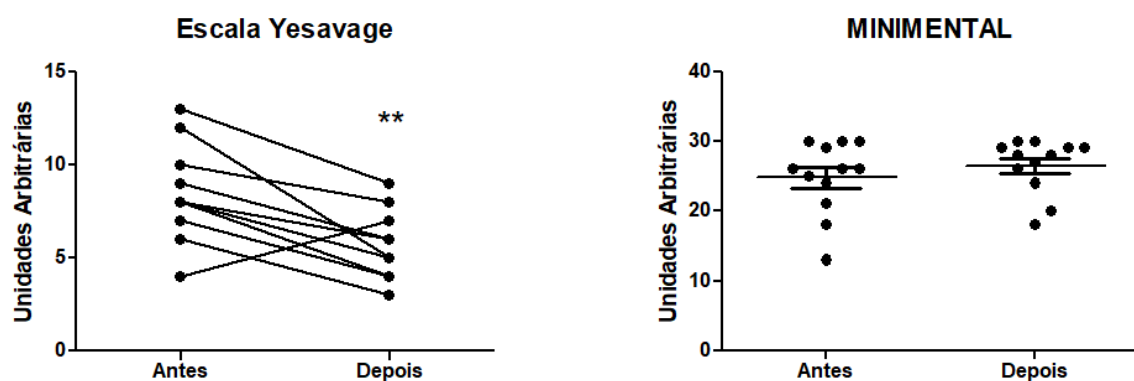 Escala Yesavage
Unidades Arbitrárias
15
10
5
0
**
Antes
Depois
MINIMENTAL
Unidades Arbitrárias
40
30
20
10
0
Antes
Depois